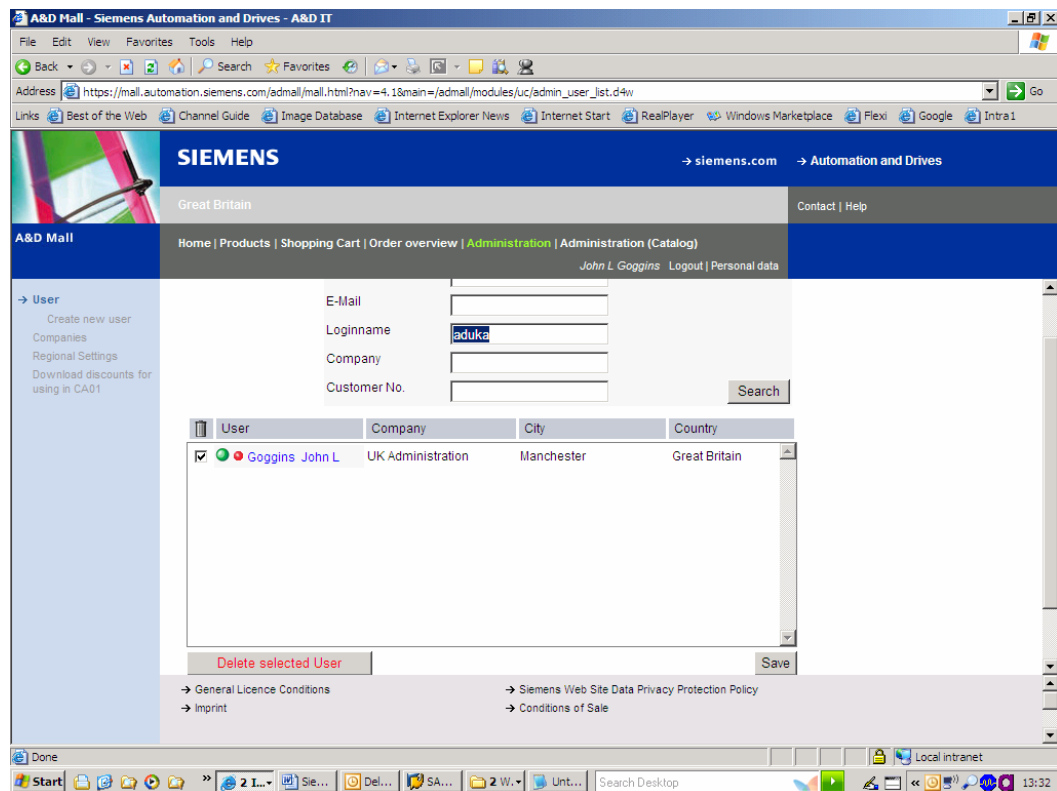 A&D Mall - Siemens Automation and Drives - A&D IT
File Edit View Favorites Tools Help
Back Search Favorites
Address https://mall.automation.siemens.com/admall/mall.html?nav=4.1&main=/admall/modules/uc/admin_user_list.d4w Go
Links Best of the Web Channel Guide Image Database Internet Explorer News Internet Start RealPlayer Windows Marketplace Flexi Google Intra1
SIEMENS → siemens.com → Automation and Drives
Great Britain Contact | Help
A&D Mall Home | Products | Shopping Cart | Order overview | Administration | Administration (Catalog)
John L Goggins Logout | Personal data
→ User
Create new user
Companies
Regional Settings
Download discounts for
using in CA01
E-Mail
Loginname aduka
Company
Customer No. Search
User Company City Country
Goggins John L UK Administration Manchester Great Britain
Delete selected User Save
→ General Licence Conditions → Siemens Web Site Data Privacy Protection Policy
→ Imprint → Conditions of Sale
Done Local intranet
Start » 2 I... Sie... Del... SA... 2 W. Unt... Search Desktop « 13:32